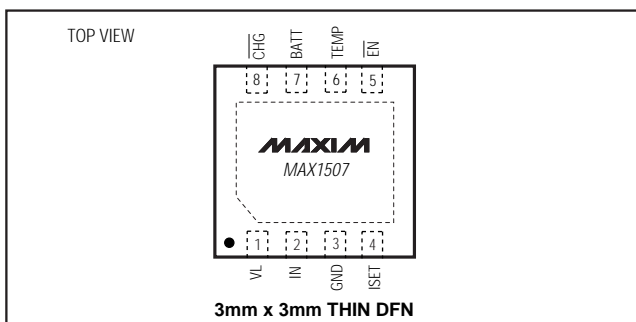 TOP VIEW
CHG BATT TEMP EN
8 7 6 5
MAXIM
MAX1507
1 2 3 4
VL IN GND ISET
3mm x 3mm THIN DFN